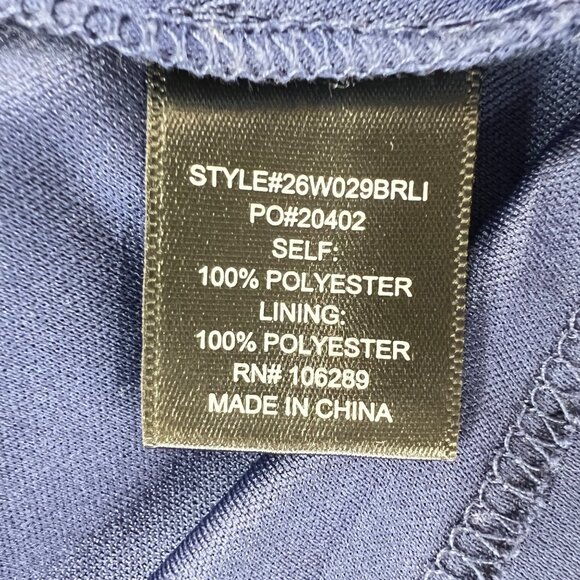 STYLE#26W029BRLI
PO#20402
SELF:
100% POLYESTER
LINING:
100% POLYESTER
RN# 106289
MADE IN CHINA